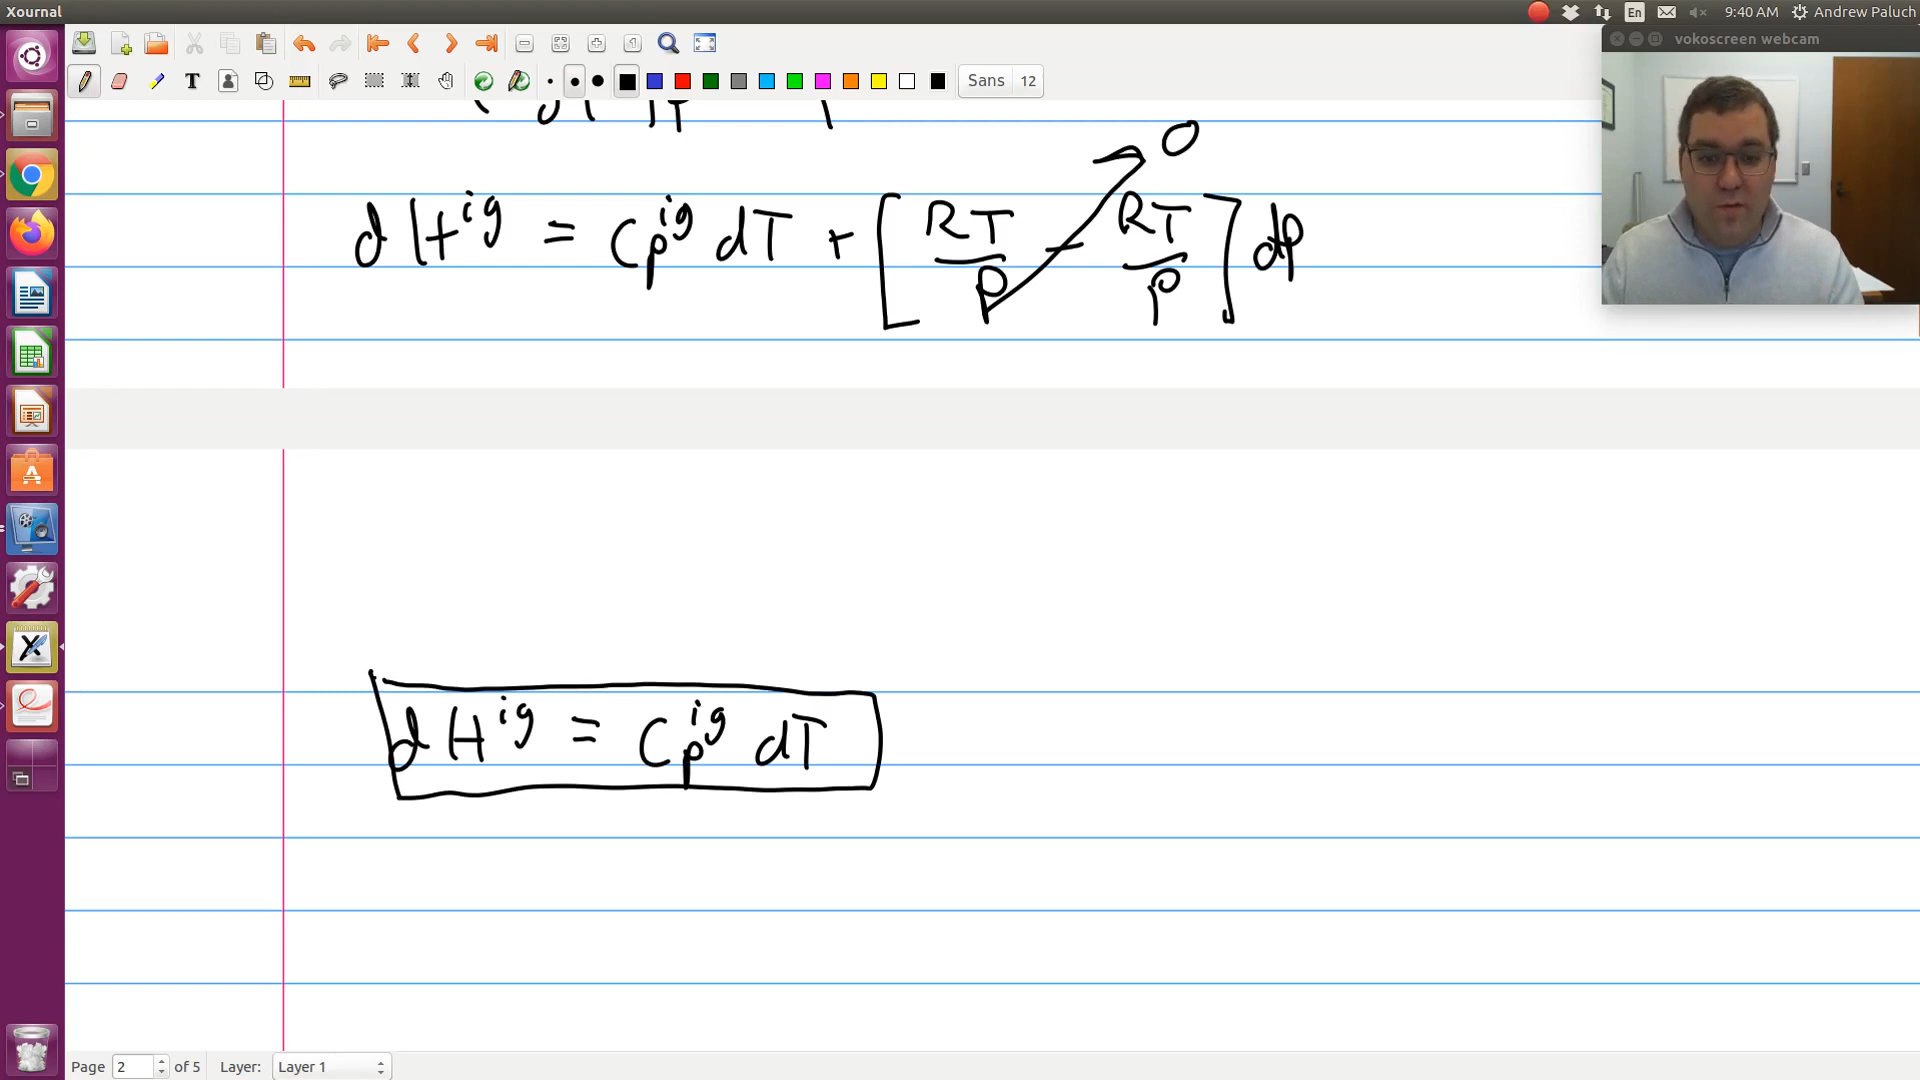 Xournal
En
9:40 AM
Andrew Paluch
vokoscreen webcam
Sans 12
0
dH^ig = Cp^ig dT + [RT/P − RT/P] dP
dH^ig = Cp^ig dT
Page 2 of 5 Layer: Layer 1